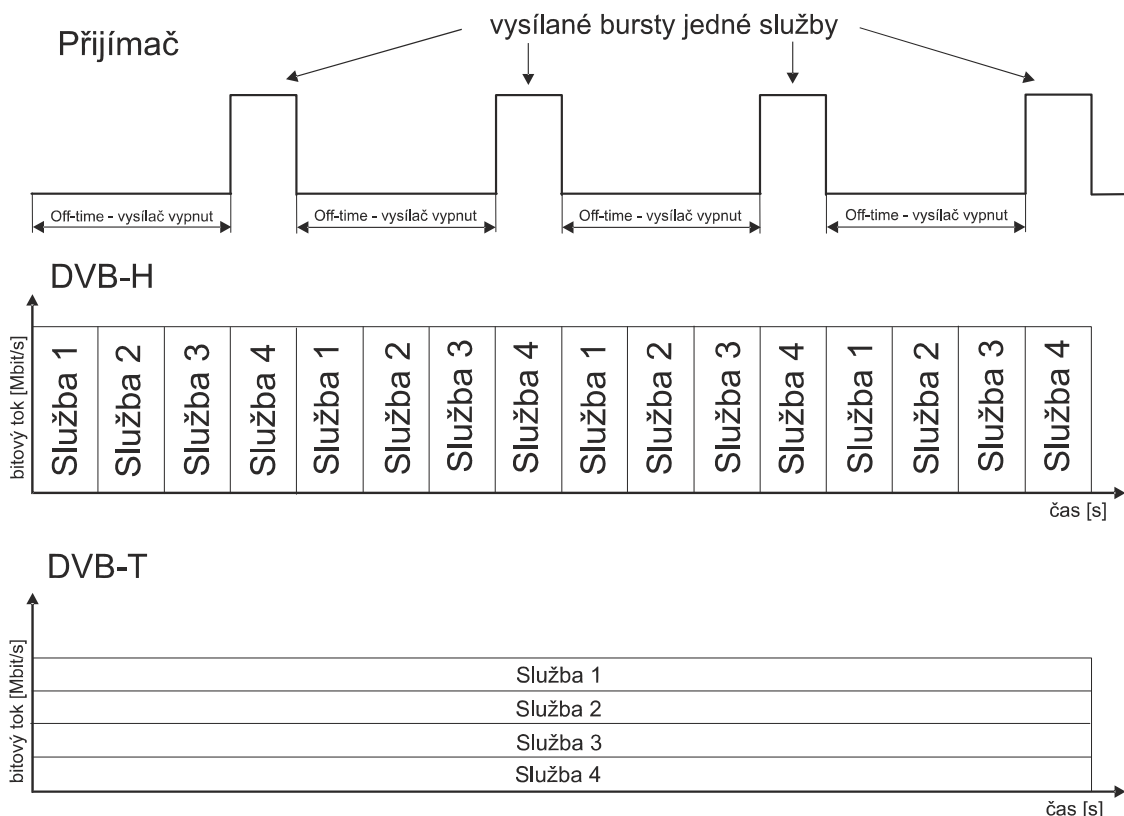 vysílané bursty jedné služby
Přijímač
Off-time - vysílač vypnut
Off-time - vysílač vypnut
Off-time - vysílač vypnut
Off-time - vysílač vypnut
DVB-H
bitový tok [Mbit/s]
Služba 1
Služba 2
Služba 3
Služba 4
Služba 1
Služba 2
Služba 3
Služba 4
Služba 1
Služba 2
Služba 3
Služba 4
Služba 1
Služba 2
Služba 3
Služba 4
čas [s]
DVB-T
bitový tok [Mbit/s]
Služba 1
Služba 2
Služba 3
Služba 4
čas [s]